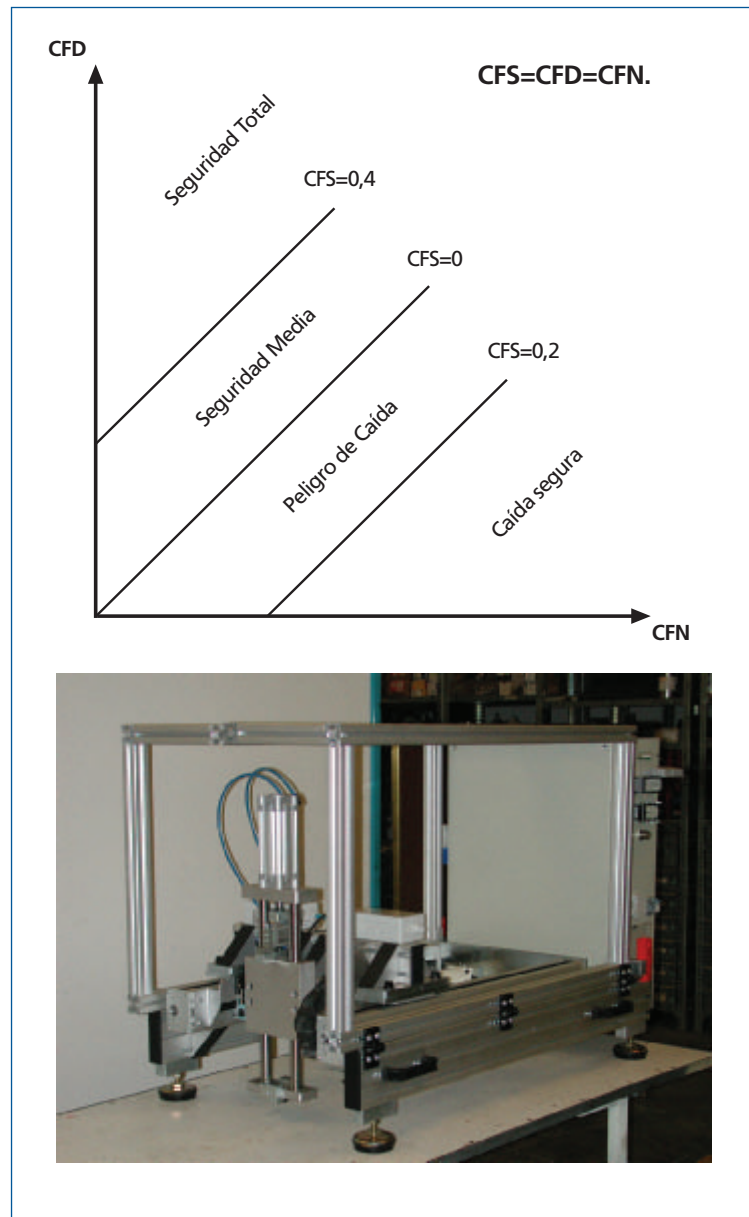 CFD
CFS=CFD=CFN.
Seguridad Total
CFS=0,4
CFS=0
Seguridad Media
CFS=0,2
Peligro de Caída
Caída segura
CFN